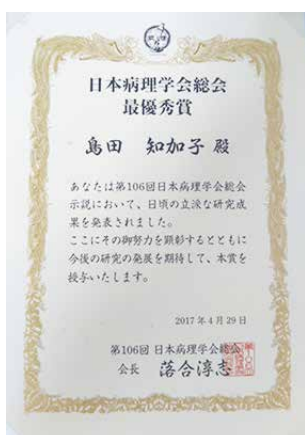 日本病理学会総会
最優秀賞
島田 知加子 殿
あなたは第106回日本病理学会総会
示説において、日頃の立派な研究成
果を発表されました。
ここにその御努力を顕彰するとともに
今後の研究の発展を期待して、本賞を
授与いたします。
2017年4月29日
第106回 日本病理学会総会
会長 落合淳志